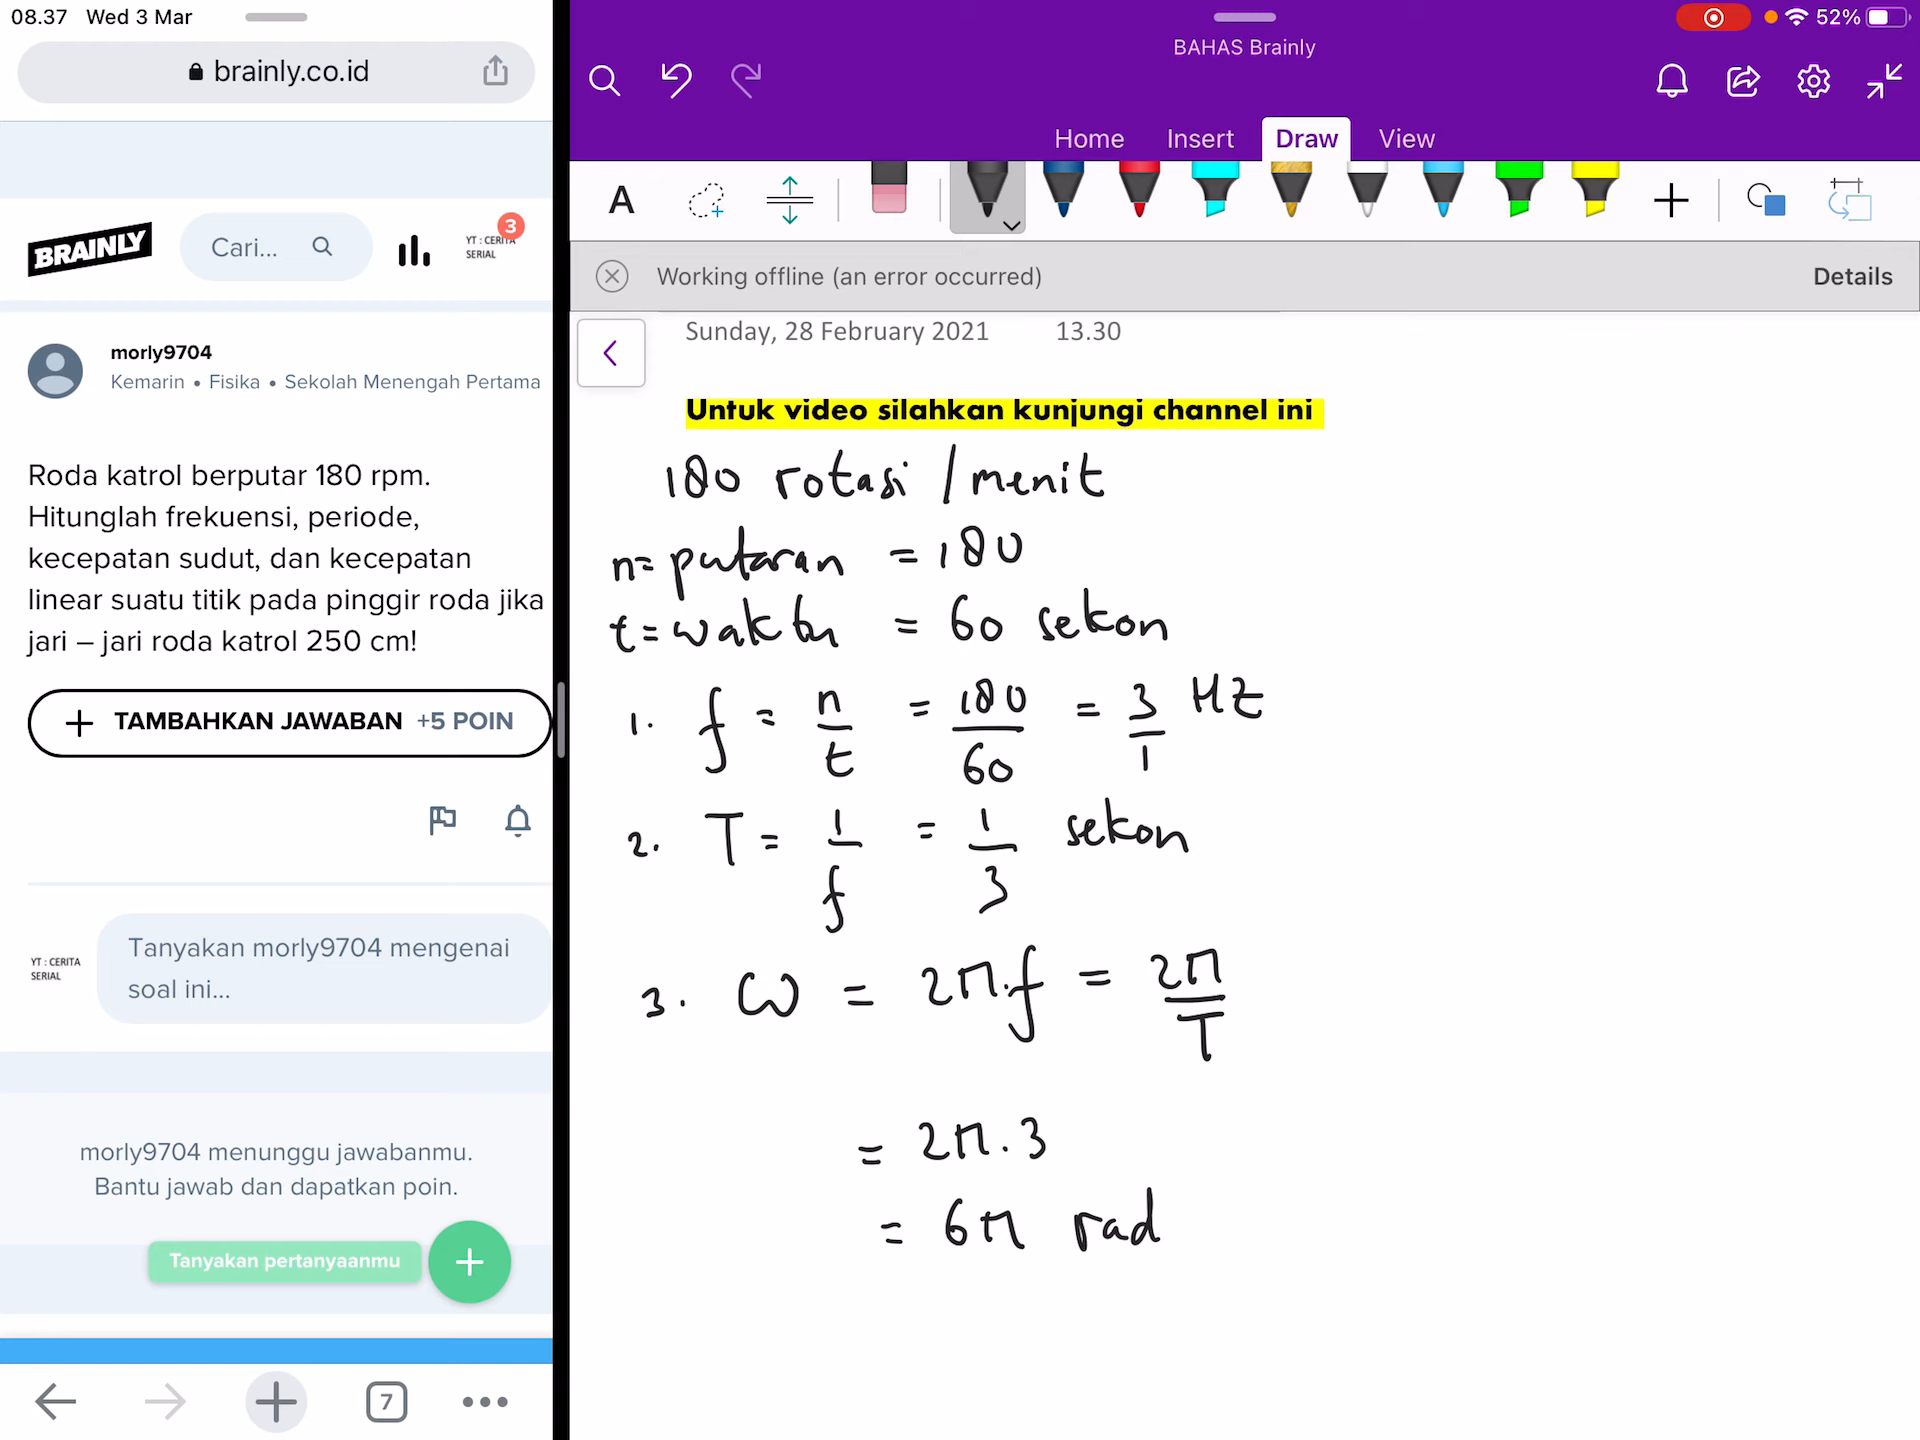 08.37 Wed 3 Mar
brainly.co.id
BRAINLY
Cari...
YT : CERITA
SERIAL
3
morly9704
Kemarin • Fisika • Sekolah Menengah Pertama
Roda katrol berputar 180 rpm.
Hitunglah frekuensi, periode,
kecepatan sudut, dan kecepatan
linear suatu titik pada pinggir roda jika
jari – jari roda katrol 250 cm!
+ TAMBAHKAN JAWABAN +5 POIN
YT : CERITA
SERIAL
Tanyakan morly9704 mengenai
soal ini...
morly9704 menunggu jawabanmu.
Bantu jawab dan dapatkan poin.
Tanyakan pertanyaanmu
+
7
52%
BAHAS Brainly
Home Insert Draw View
A
Working offline (an error occurred) Details
Sunday, 28 February 2021 13.30
Untuk video silahkan kunjungi channel ini
180 rotasi / menit
n= putaran = 180
t= waktu = 60 sekon
1. f = n/t = 180/60 = 3/1 HZ
2. T = 1/f = 1/3 sekon
3. ω = 2π.f = 2π/T
= 2π.3
= 6π rad